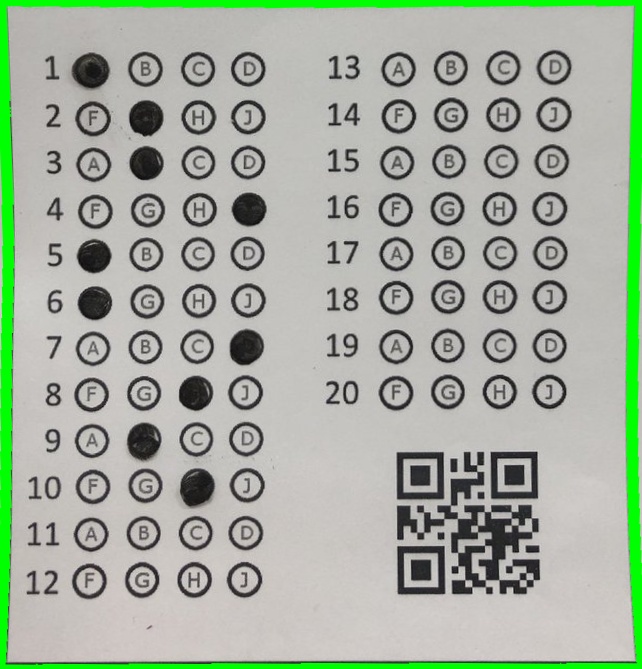 1 B C D
2 F H J
3 A C D
4 F G H
5 B C D
6 G H J
7 A B C
8 F G J
9 A C D
10 F G J
11 A B C D
12 F G H J
13 A B C D
14 F G H J
15 A B C D
16 F G H J
17 A B C D
18 F G H J
19 A B C D
20 F G H J